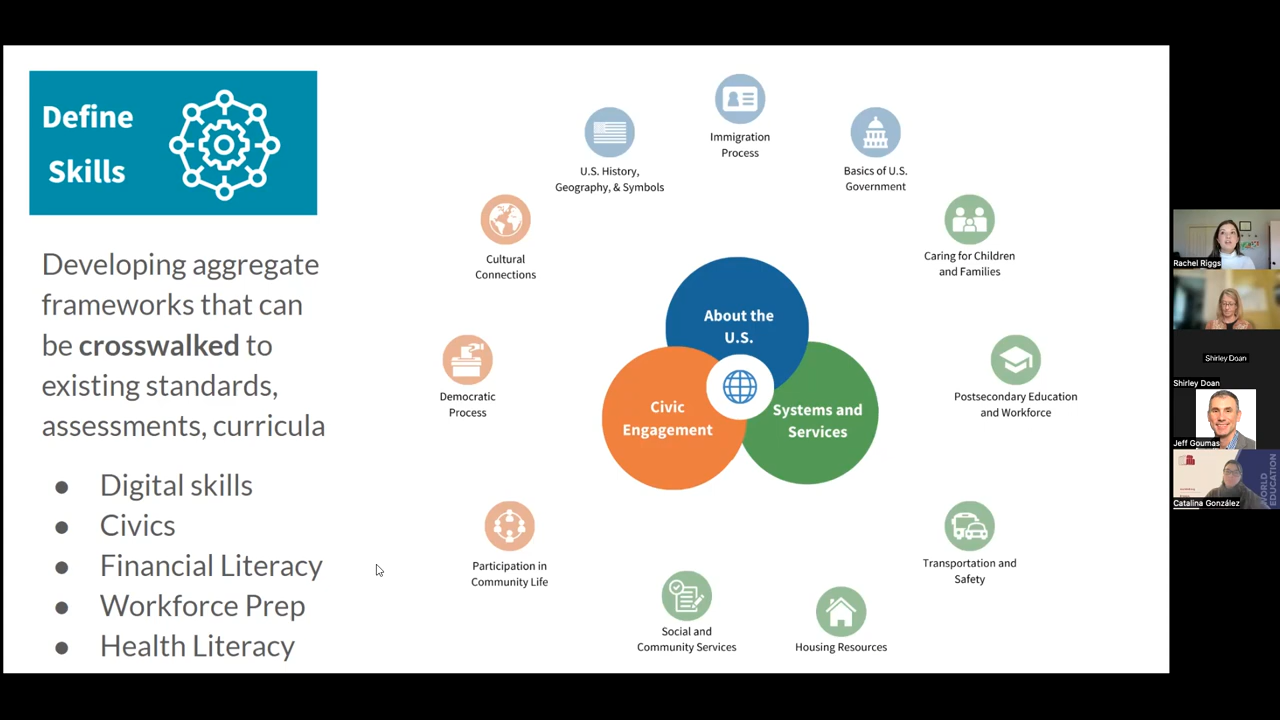 Define
Skills
Developing aggregate
frameworks that can
be crosswalked to
existing standards,
assessments, curricula
● Digital skills
● Civics
● Financial Literacy
● Workforce Prep
● Health Literacy
Immigration
Process
U.S. History,
Geography, & Symbols
Basics of U.S.
Government
Cultural
Connections
Caring for Children
and Families
Democratic
Process
Postsecondary Education
and Workforce
About the
U.S.
Civic
Engagement
Systems and
Services
Participation in
Community Life
Transportation and
Safety
Social and
Community Services
Housing Resources
Rachel Riggs
Shirley Doan
Shirley Doan
Jeff Goumas
Catalina González
WORLD
EDUCATION